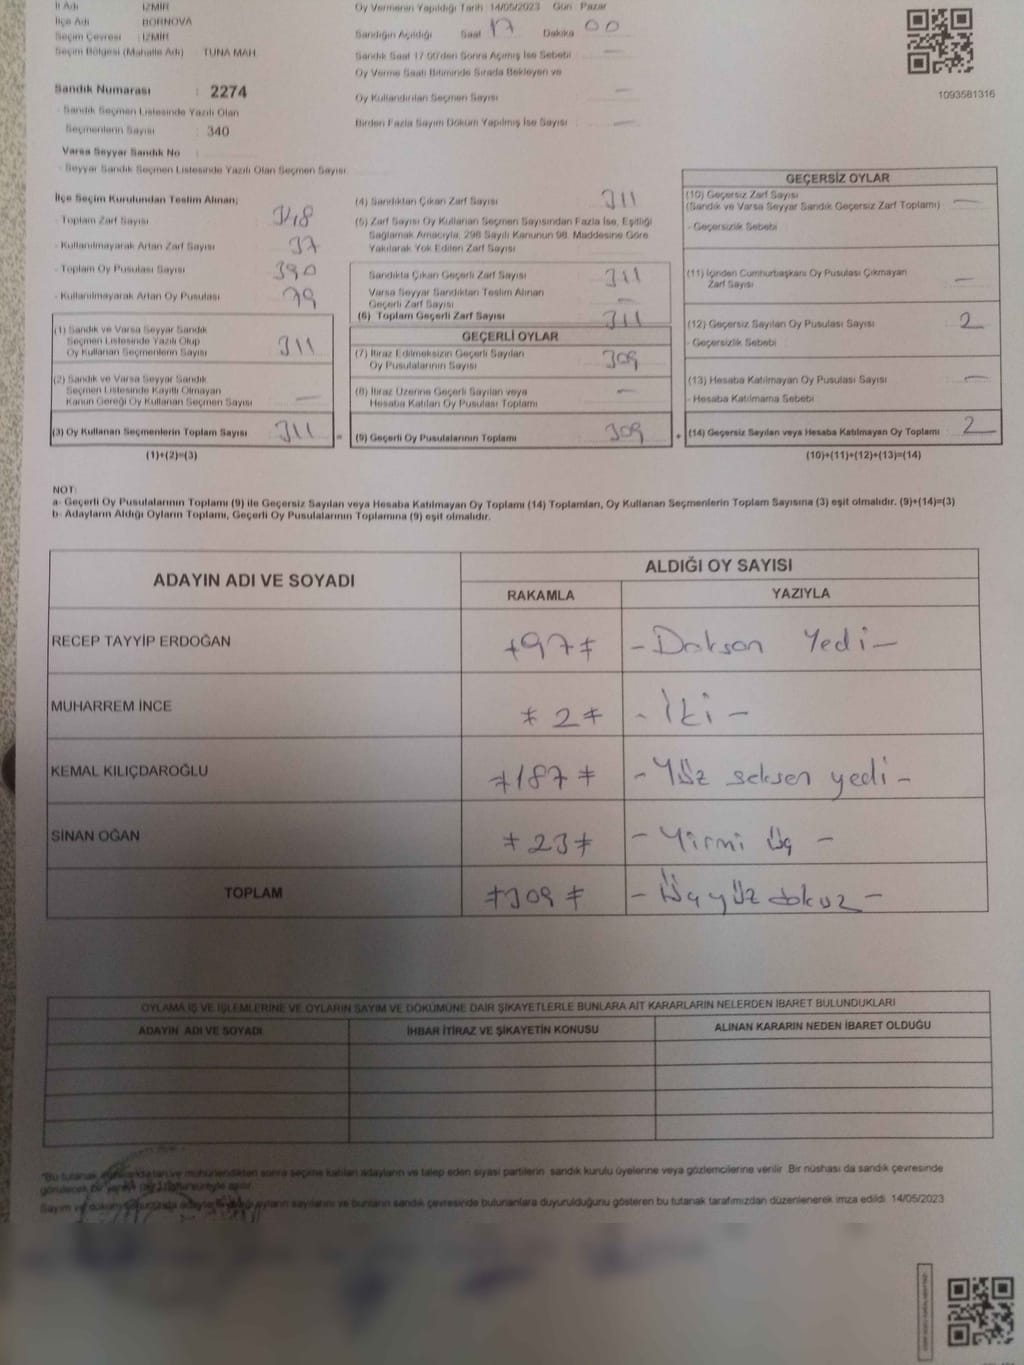 İl Adı : İZMİR
İlçe Adı : BORNOVA
Seçim Çevresi : İZMİR
Seçim Bölgesi (Mahalle Adı) : TUNA MAH.
Sandık Numarası : 2274
- Sandık Seçmen Listesinde Yazılı Olan
Seçmenlerin Sayısı : 340
Varsa Seyyar Sandık No :
- Seyyar Sandık Seçmen Listesinde Yazılı Olan Seçmen Sayısı:
Oy Vermenin Yapıldığı Tarih : 14/05/2023 Gün : Pazar
Sandığın Açıldığı Saat 17 Dakika 00
Sandık Saat 17:00'den Sonra Açılmış İse Sebebi : —
Oy Verme Saati Bitiminde Sırada Bekleyen ve
Oy Kullandırılan Seçmen Sayısı : —
Birden Fazla Sayım Döküm Yapılmış İse Sayısı : —
1093581316
İlçe Seçim Kurulundan Teslim Alınan;
- Toplam Zarf Sayısı : 348
- Kullanılmayarak Artan Zarf Sayısı : 37
- Toplam Oy Pusulası Sayısı : 390
- Kullanılmayarak Artan Oy Pusulası : 79
(1) Sandık ve Varsa Seyyar Sandık
Seçmen Listesinde Yazılı Olup
Oy Kullanan Seçmenlerin Sayısı : 311
(2) Sandık ve Varsa Seyyar Sandık
Seçmen Listesinde Kayıtlı Olmayan
Kanun Gereği Oy Kullanan Seçmen Sayısı : —
(3) Oy Kullanan Seçmenlerin Toplam Sayısı : 311 =
(1)+(2)=(3)
(4) Sandıktan Çıkan Zarf Sayısı : 311
(5) Zarf Sayısı Oy Kullanan Seçmen Sayısından Fazla İse, Eşitliği
Sağlamak Amacıyla, 298 Sayılı Kanunun 98. Maddesine Göre
Yakılarak Yok Edilen Zarf Sayısı
Sandıkta Çıkan Geçerli Zarf Sayısı : 311
Varsa Seyyar Sandıktan Teslim Alınan
Geçerli Zarf Sayısı : —
(6) Toplam Geçerli Zarf Sayısı : 311
GEÇERLİ OYLAR
(7) İtiraz Edilmeksizin Geçerli Sayılan
Oy Pusulalarının Sayısı : 309
(8) İtiraz Üzerine Geçerli Sayılan veya
Hesaba Katılan Oy Pusulası Toplamı : —
(9) Geçerli Oy Pusulalarının Toplamı : 309 +
GEÇERSİZ OYLAR
(10) Geçersiz Zarf Sayısı
(Sandık ve Varsa Seyyar Sandık Geçersiz Zarf Toplamı) : —
- Geçersizlik Sebebi :
(11) İçinden Cumhurbaşkanı Oy Pusulası Çıkmayan
Zarf Sayısı : —
(12) Geçersiz Sayılan Oy Pusulası Sayısı : 2
- Geçersizlik Sebebi :
(13) Hesaba Katılmayan Oy Pusulası Sayısı : —
- Hesaba Katılmama Sebebi :
(14) Geçersiz Sayılan veya Hesaba Katılmayan Oy Toplamı : 2
(10)+(11)+(12)+(13)=(14)
NOT:
a- Geçerli Oy Pusulalarının Toplamı (9) ile Geçersiz Sayılan veya Hesaba Katılmayan Oy Toplamı (14) Toplamları, Oy Kullanan Seçmenlerin Toplam Sayısına (3) eşit olmalıdır. (9)+(14)=(3)
b- Adayların Aldığı Oyların Toplamı, Geçerli Oy Pusulalarının Toplamına (9) eşit olmalıdır.
ADAYIN ADI VE SOYADI ALDIĞI OY SAYISI
RAKAMLA YAZIYLA
RECEP TAYYİP ERDOĞAN ≠97≠ -Doksan Yedi-
MUHARREM İNCE ≠2≠ -İki-
KEMAL KILIÇDAROĞLU ≠187≠ -Yüz seksen yedi-
SİNAN OĞAN ≠23≠ -Yirmi üç-
TOPLAM ≠309≠ -Üçyüz dokuz-
OYLAMA İŞ VE İŞLEMLERİNE VE OYLARIN SAYIM VE DÖKÜMÜNE DAİR ŞİKAYETLERLE BUNLARA AİT KARARLARIN NELERDEN İBARET BULUNDUKLARI
ADAYIN ADI VE SOYADI İHBAR İTİRAZ VE ŞİKAYETİN KONUSU ALINAN KARARIN NEDEN İBARET OLDUĞU
*Bu tutanak sonra seçime katılan adayların ve talep eden siyasi partilerin sandık kurulu üyelerine veya gözlemcilerine verilir. Bir nüshası da sandık çevresinde
görülecek bir asılır.
Sayım ve döküm oyların sayılarını ve bunların sandık çevresinde bulunanlara duyurulduğunu gösteren bu tutanak tarafımızdan düzenlenerek imza edildi. 14/05/2023